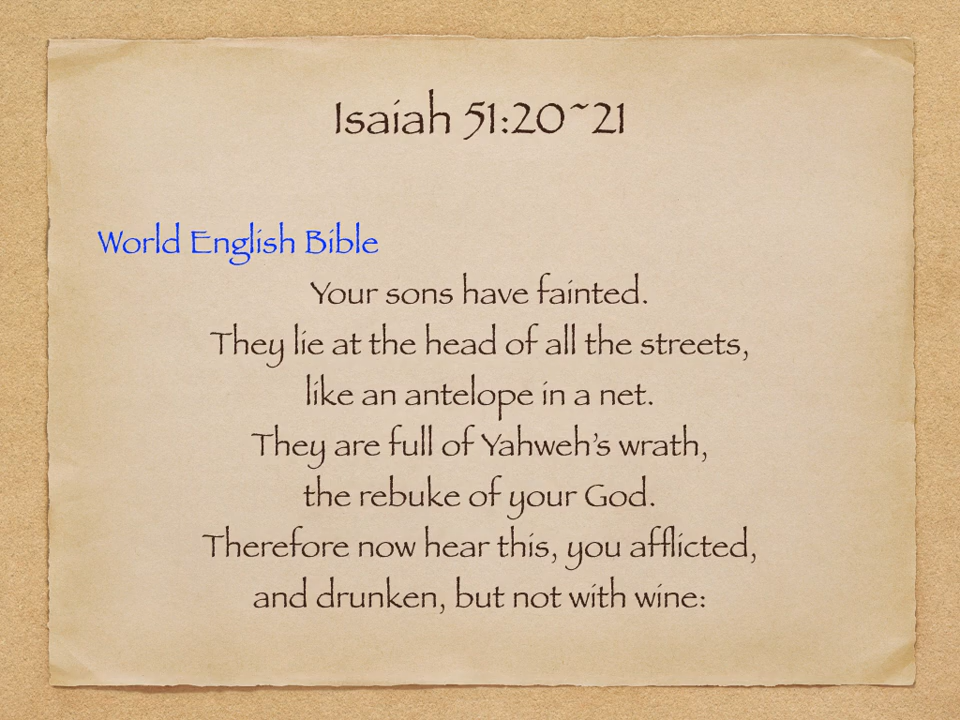 Isaiah 51:20~21
World English Bible
Your sons have fainted.
They lie at the head of all the streets,
like an antelope in a net.
They are full of Yahweh’s wrath,
the rebuke of your God.
Therefore now hear this, you afflicted,
and drunken, but not with wine: